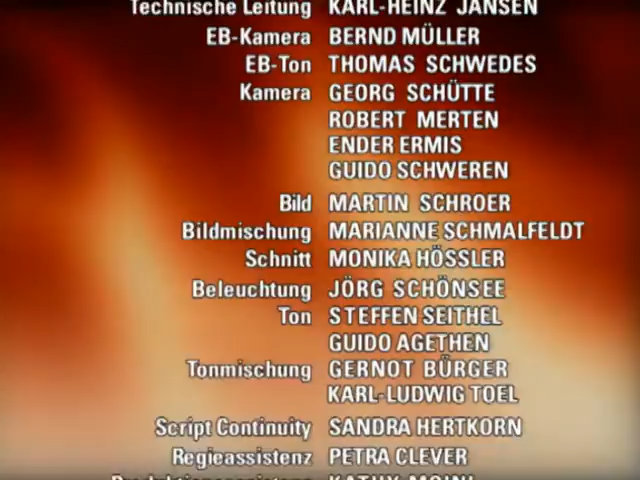 Technische Leitung KARL-HEINZ JANSEN
EB-Kamera BERND MÜLLER
EB-Ton THOMAS SCHWEDES
Kamera GEORG SCHÜTTE
ROBERT MERTEN
ENDER ERMIS
GUIDO SCHWEREN
Bild MARTIN SCHROER
Bildmischung MARIANNE SCHMALFELDT
Schnitt MONIKA HÖSSLER
Beleuchtung JÖRG SCHÖNSEE
Ton STEFFEN SEITHEL
GUIDO AGETHEN
Tonmischung GERNOT BÜRGER
KARL-LUDWIG TOEL
Script Continuity SANDRA HERTKORN
Regieassistenz PETRA CLEVER